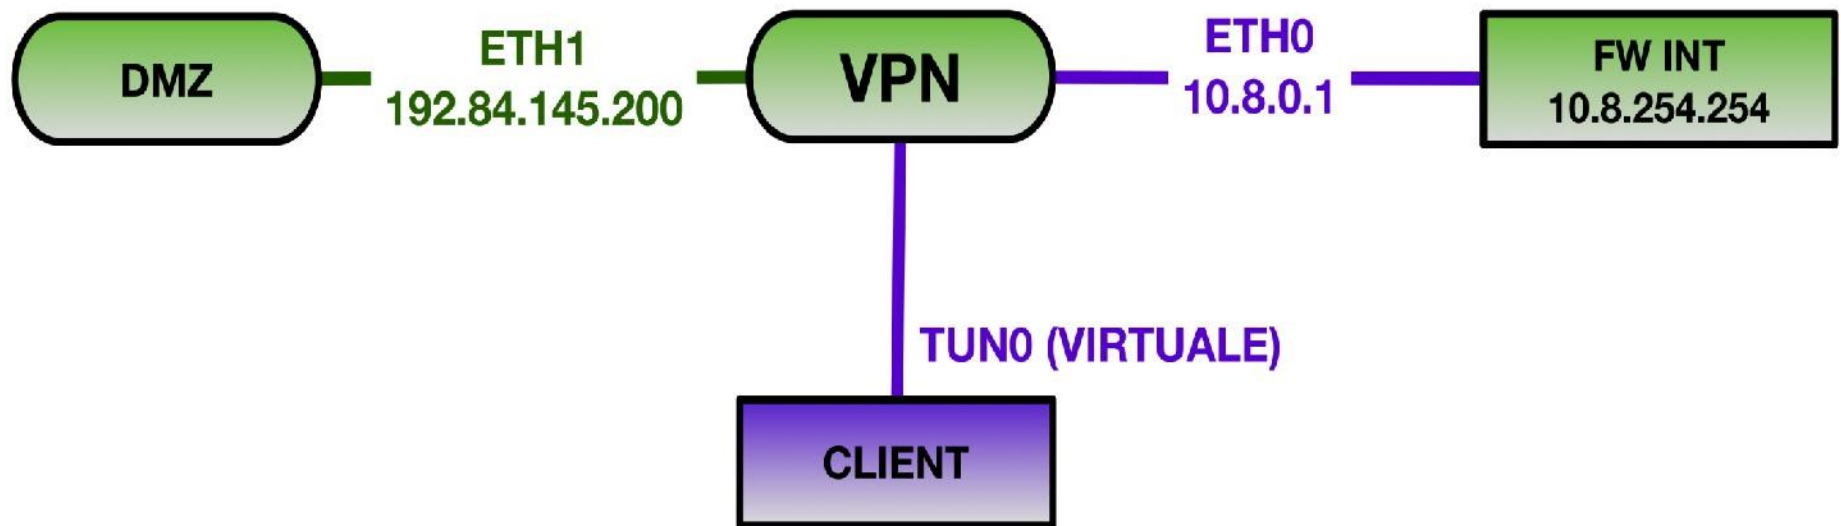 DMZ
ETH1
192.84.145.200
VPN
ETH0
10.8.0.1
FW INT
10.8.254.254
TUN0 (VIRTUALE)
CLIENT